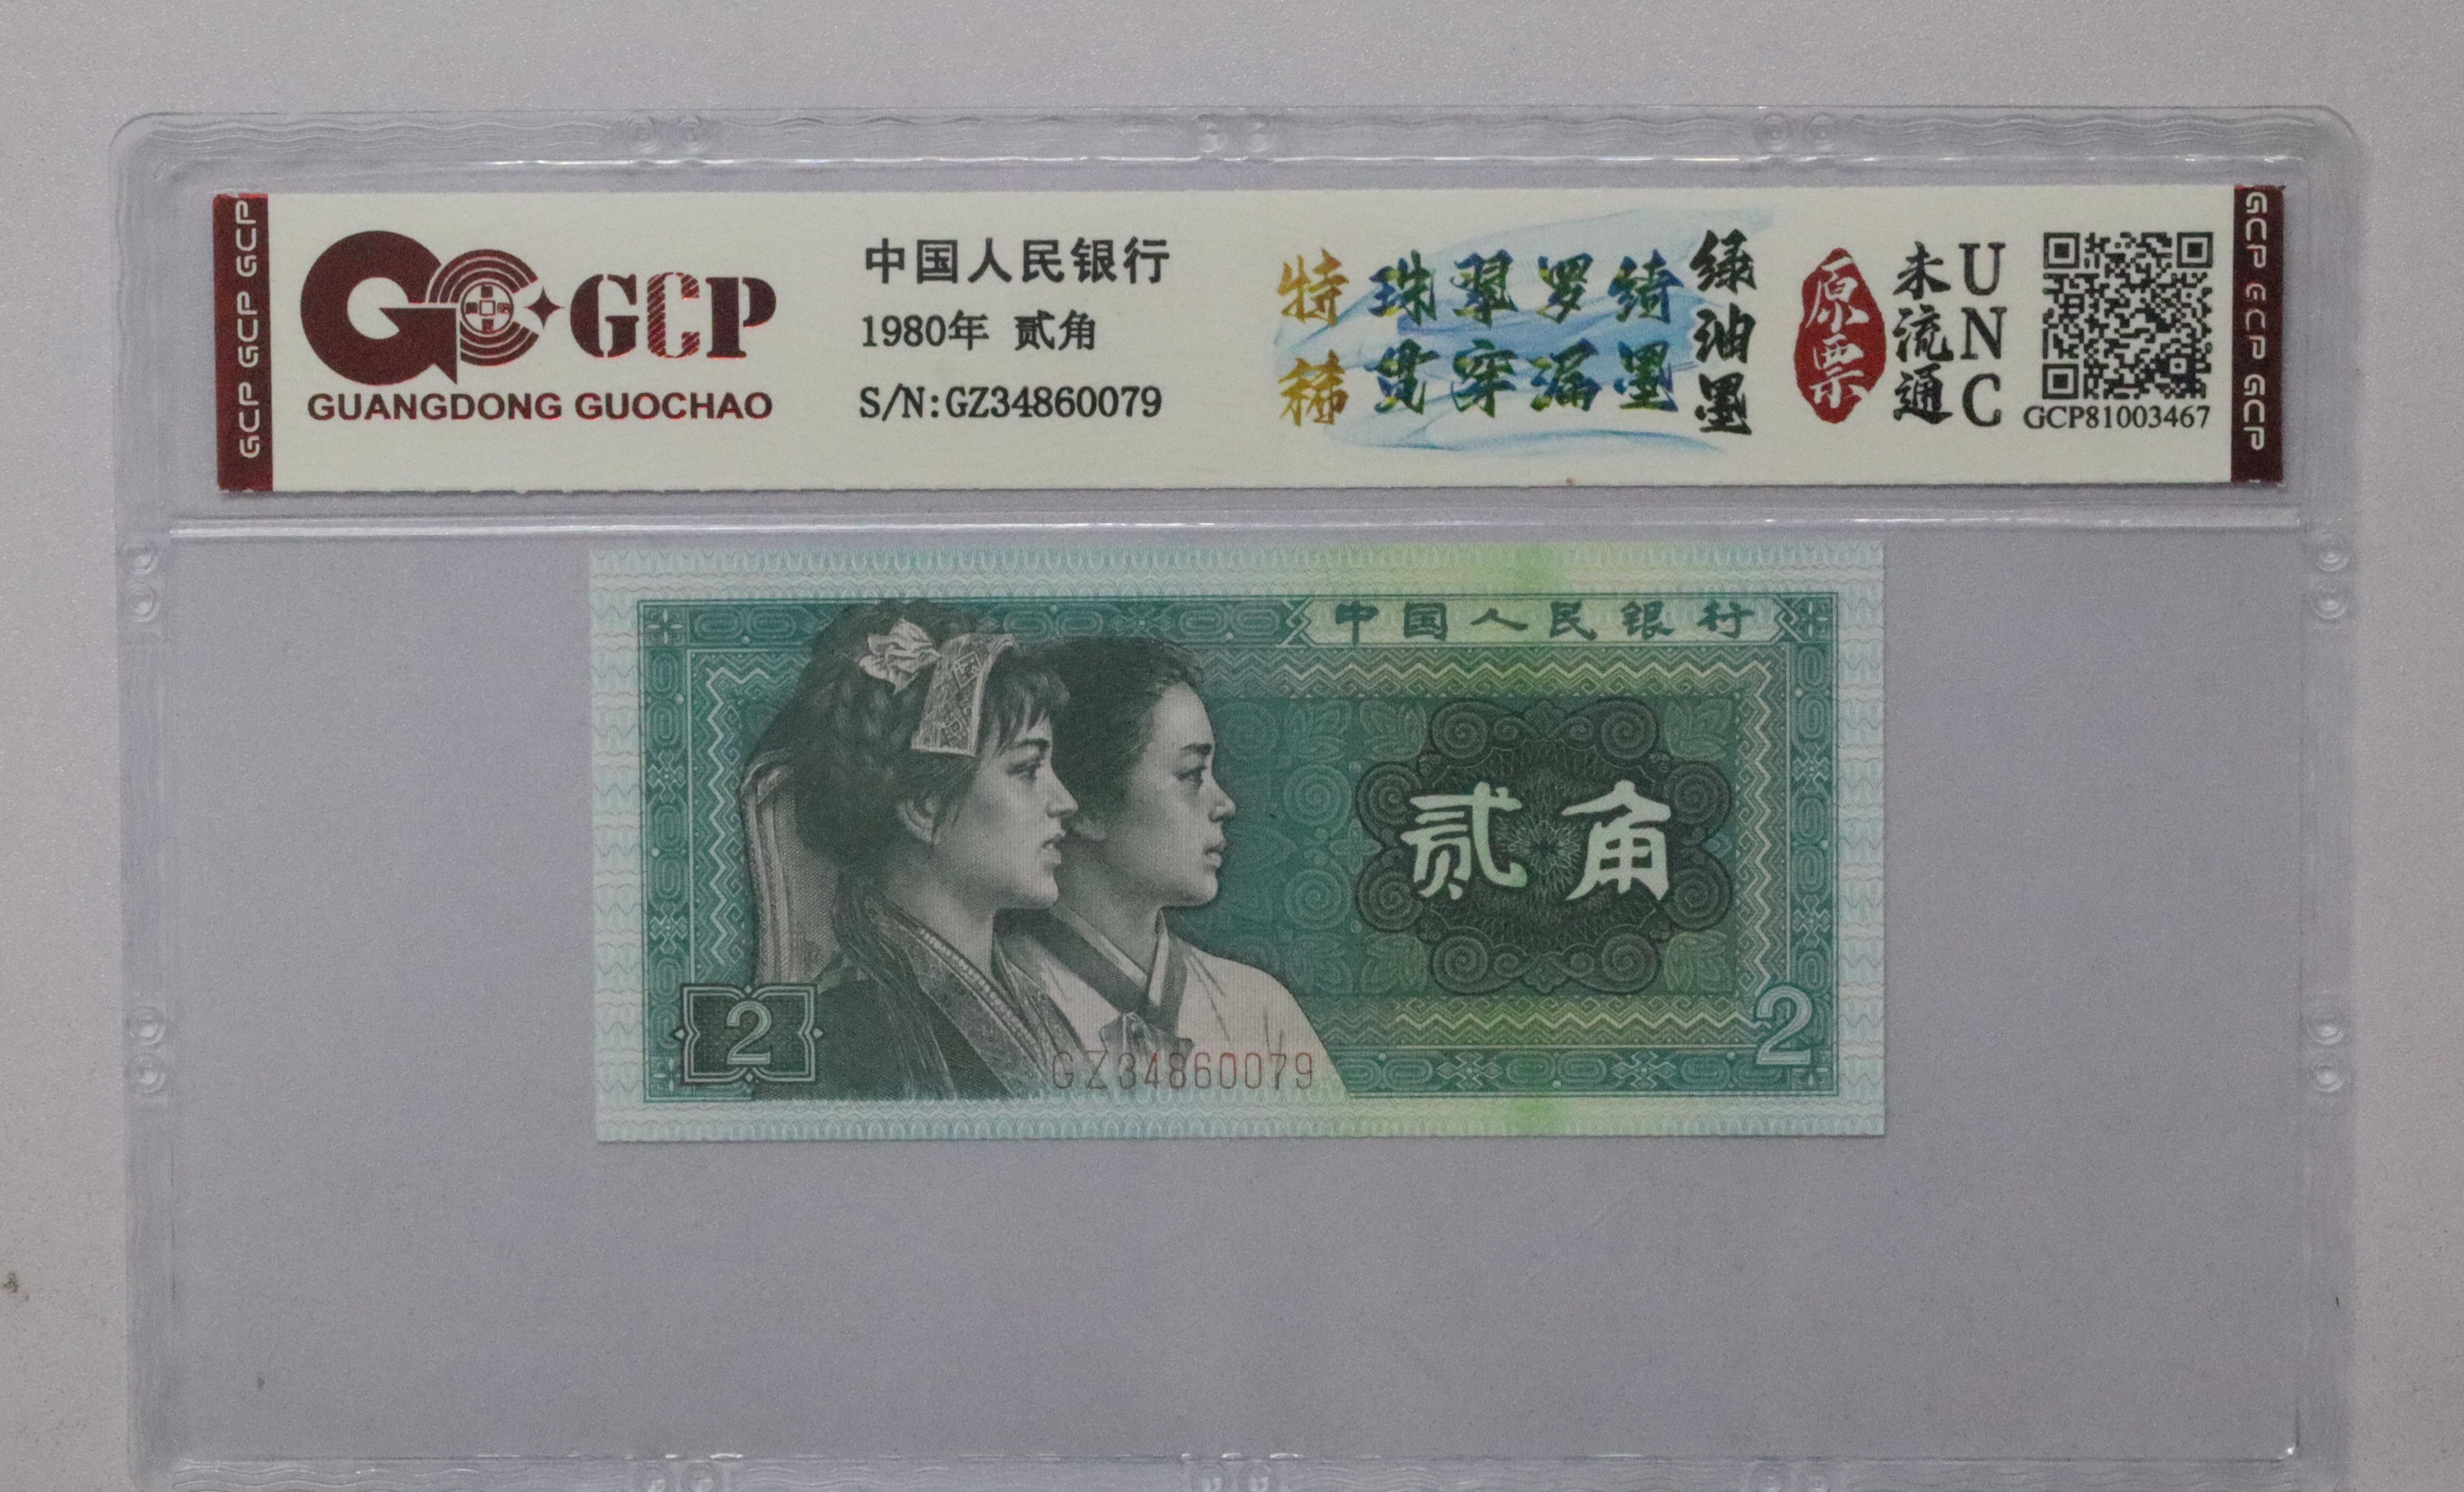 GCP GCP GCP
GCP
GUANGDONG GUOCHAO
中国人民银行
1980年 贰角
S/N:GZ34860079
特稀
珠翠罗绮
贯穿漏墨
绿油墨
原票
未流通
UNC
GCP81003467
GCP GCP GCP
中国人民银行
贰角
2
2
GZ34860079